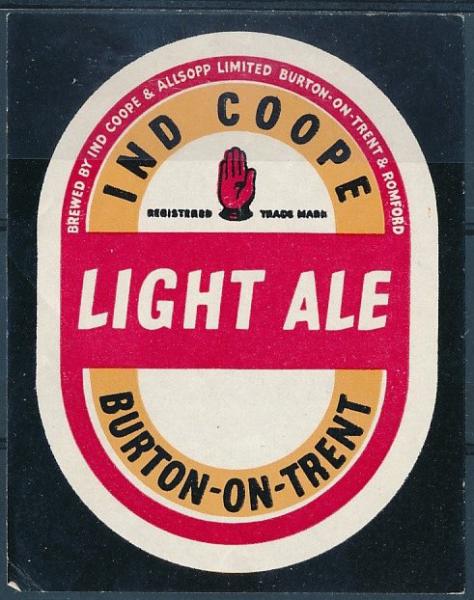 BREWED BY IND COOPE & ALLSOPP LIMITED BURTON-ON-TRENT & ROMFORD
IND COOPE
REGISTERED TRADE MARK
LIGHT ALE
BURTON-ON-TRENT